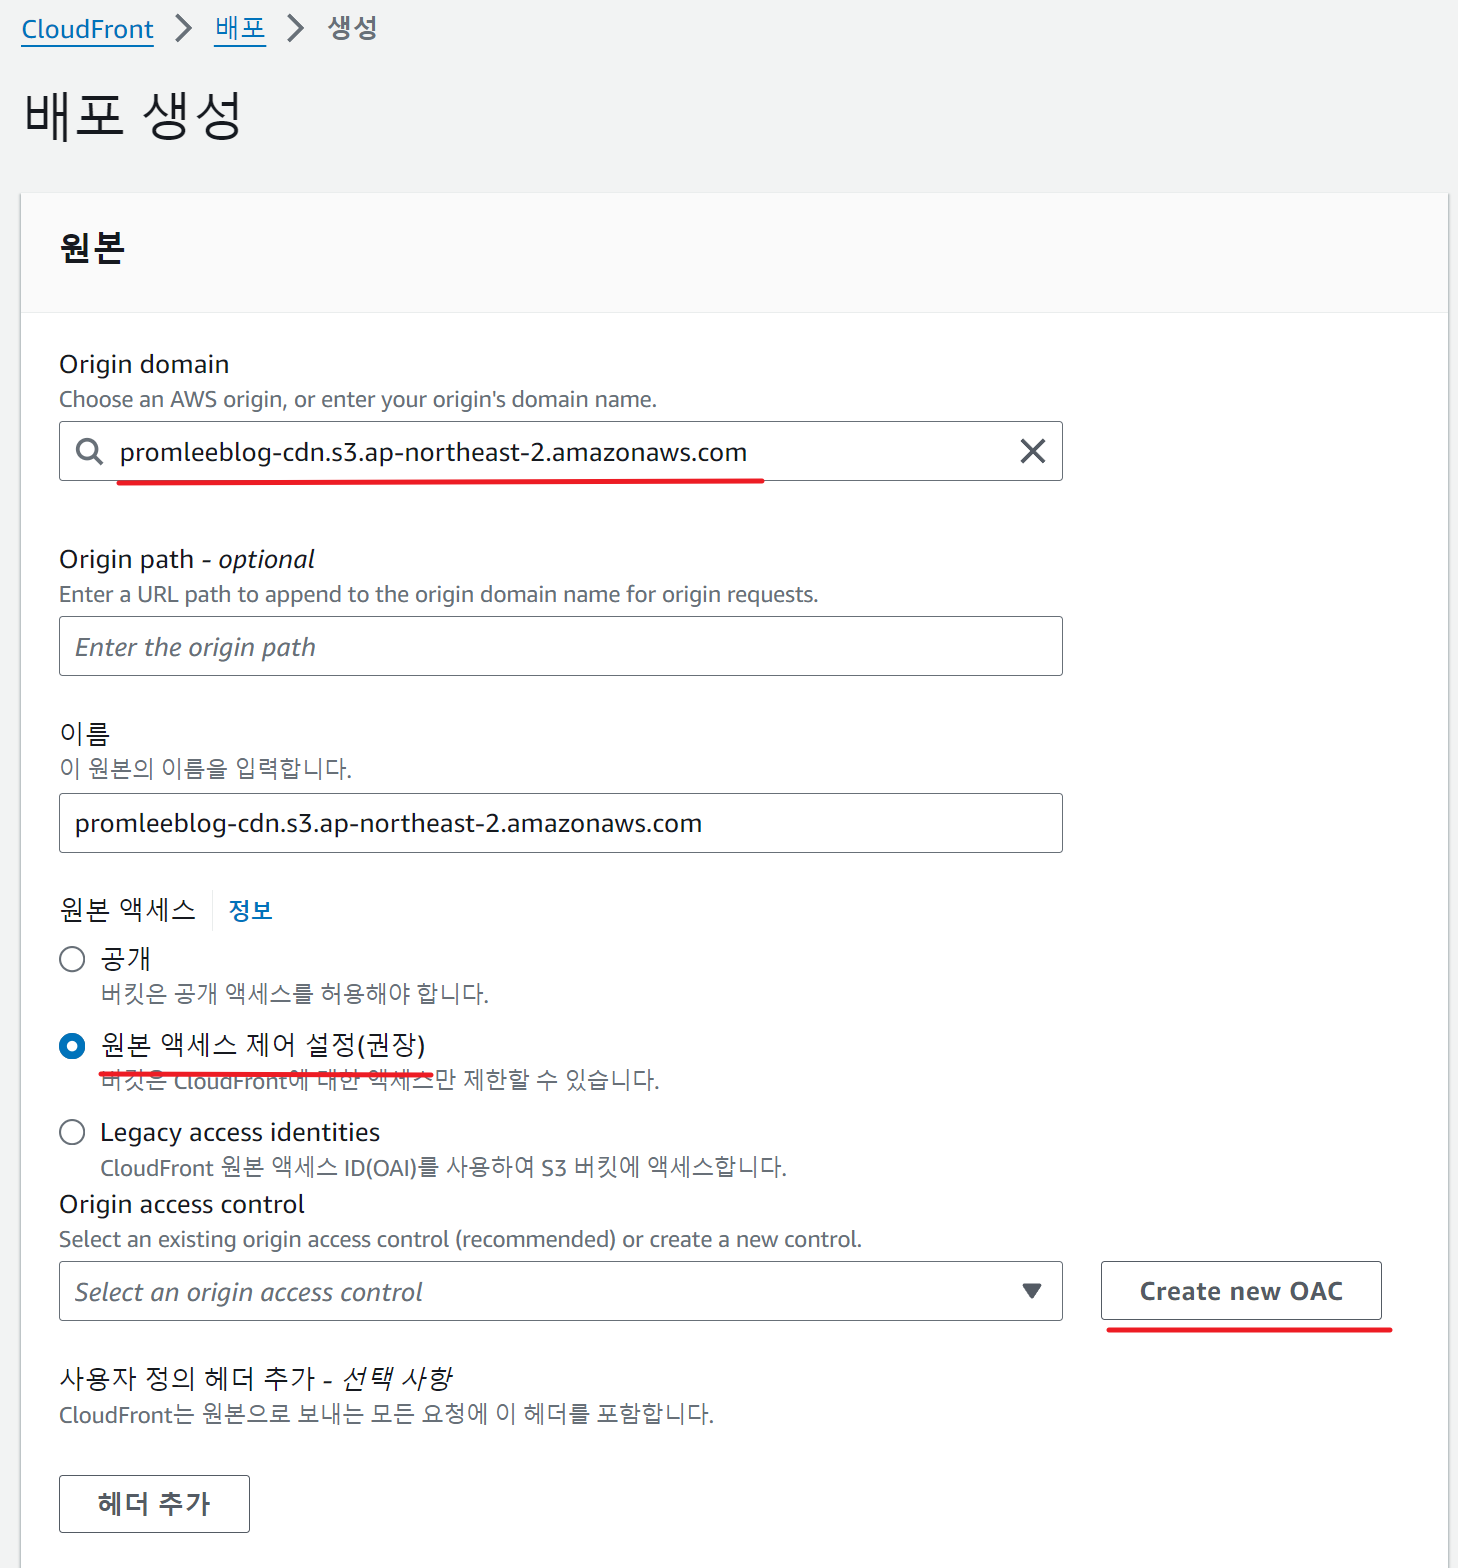 CloudFront > 배포 > 생성
배포 생성
원본
Origin domain
Choose an AWS origin, or enter your origin's domain name.
promleeblog-cdn.s3.ap-northeast-2.amazonaws.com
Origin path - optional
Enter a URL path to append to the origin domain name for origin requests.
Enter the origin path
이름
이 원본의 이름을 입력합니다.
promleeblog-cdn.s3.ap-northeast-2.amazonaws.com
원본 액세스 정보
공개
버킷은 공개 액세스를 허용해야 합니다.
원본 액세스 제어 설정(권장)
버킷은 CloudFront에 대한 액세스만 제한할 수 있습니다.
Legacy access identities
CloudFront 원본 액세스 ID(OAI)를 사용하여 S3 버킷에 액세스합니다.
Origin access control
Select an existing origin access control (recommended) or create a new control.
Select an origin access control
Create new OAC
사용자 정의 헤더 추가 - 선택 사항
CloudFront는 원본으로 보내는 모든 요청에 이 헤더를 포함합니다.
헤더 추가